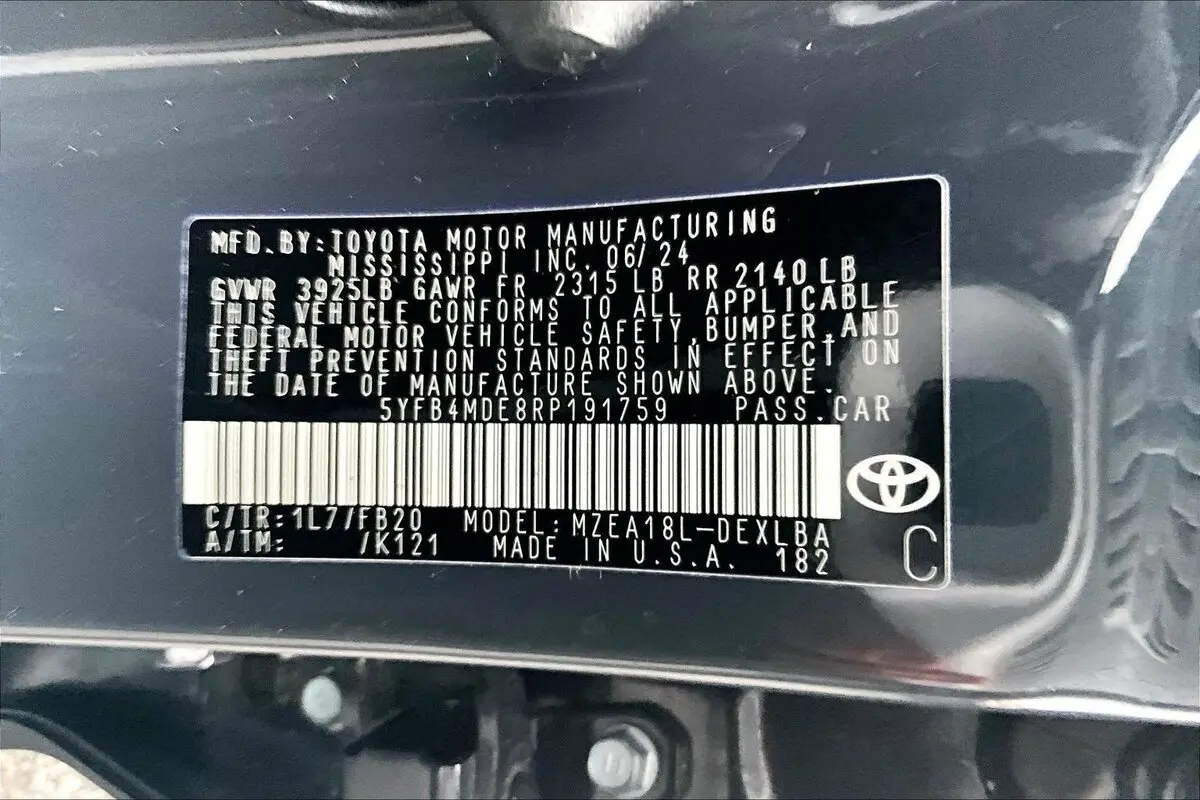 MFD.BY:TOYOTA MOTOR MANUFACTURING
MISSISSIPPI INC. 06/24
GVWR 3925LB GAWR FR 2315 LB RR 2140 LB
THIS VEHICLE CONFORMS TO ALL APPLICABLE
FEDERAL MOTOR VEHICLE SAFETY,BUMPER,AND
THEFT PREVENTION STANDARDS IN EFFECT ON
THE DATE OF MANUFACTURE SHOWN ABOVE.
5YFB4MDE8RP191759 PASS.CAR
C/TR:1L7/FB20 MODEL:MZEA18L-DEXLBA
A/TM: /K121 MADE IN U.S.A. 182
C